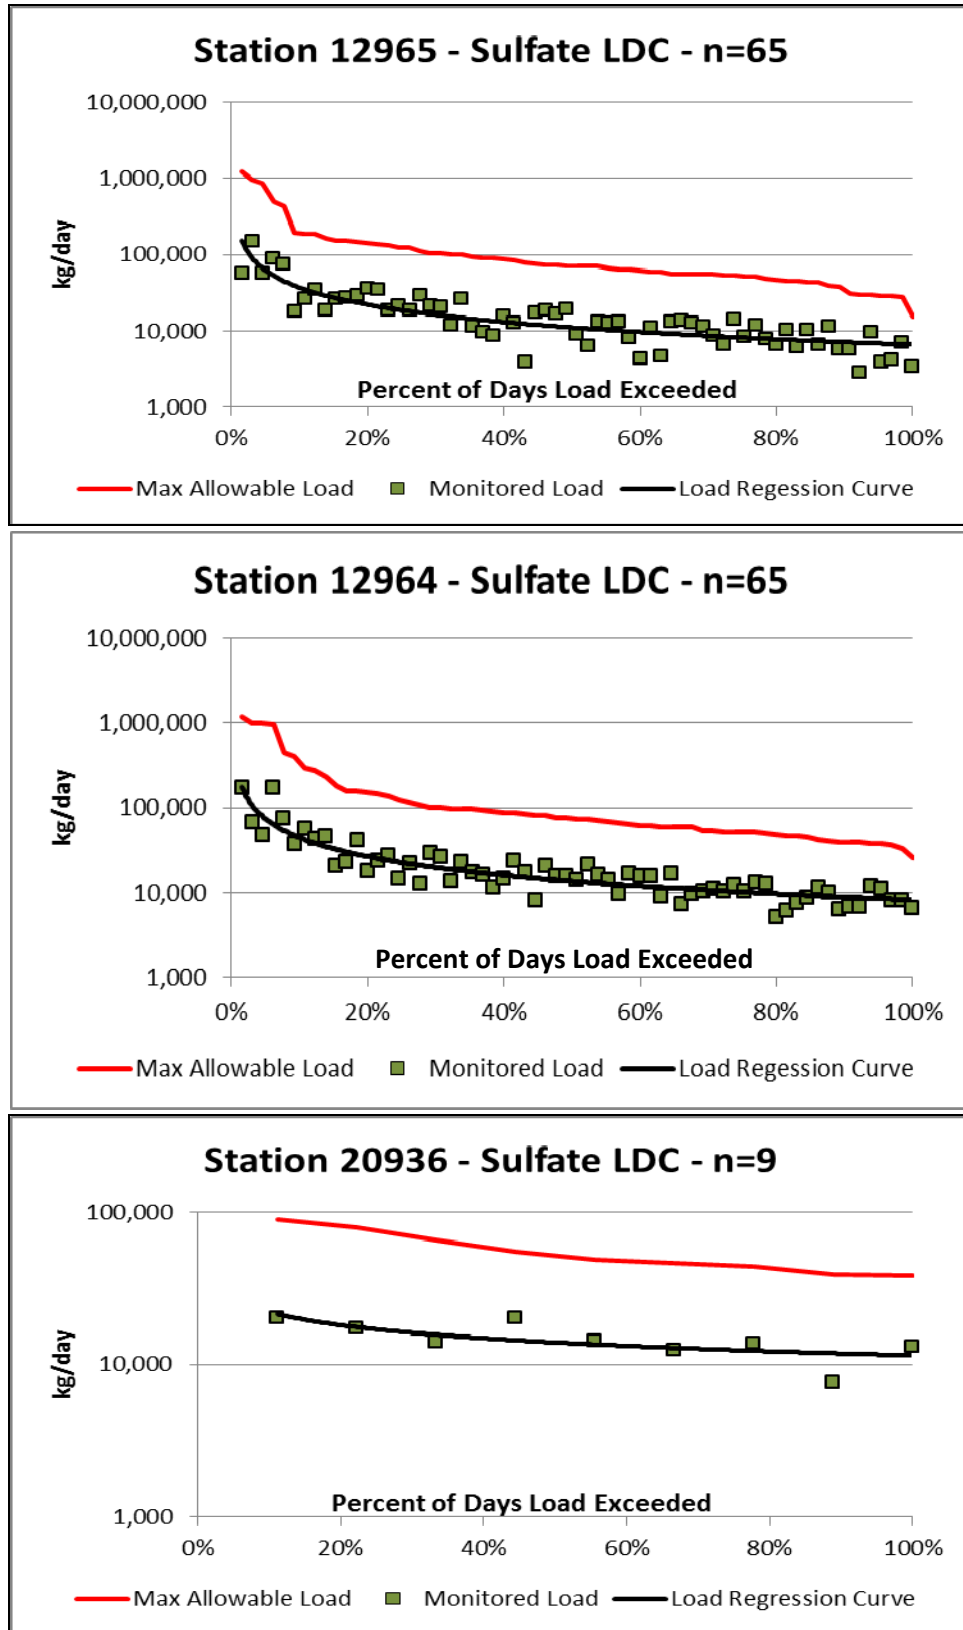 Station 12965 - Sulfate LDC - n=65
10,000,000
1,000,000
100,000
10,000
1,000
kg/day
Percent of Days Load Exceeded
0% 20% 40% 60% 80% 100%
Max Allowable Load Monitored Load Load Regression Curve
Station 12964 - Sulfate LDC - n=65
10,000,000
1,000,000
100,000
10,000
1,000
kg/day
Percent of Days Load Exceeded
0% 20% 40% 60% 80% 100%
Max Allowable Load Monitored Load Load Regression Curve
Station 20936 - Sulfate LDC - n=9
100,000
10,000
1,000
kg/day
Percent of Days Load Exceeded
0% 20% 40% 60% 80% 100%
Max Allowable Load Monitored Load Load Regression Curve